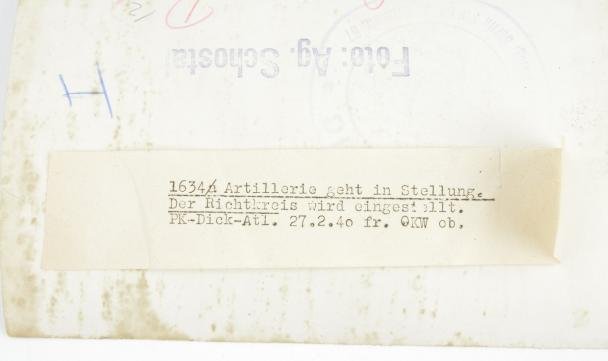 Foto: Ag. Schostal
H
1634a Artillerie geht in Stellung.
Der Richtkreis wird eingestellt.
PK-Dick-Atl. 27.2.40 fr. OKW ob.